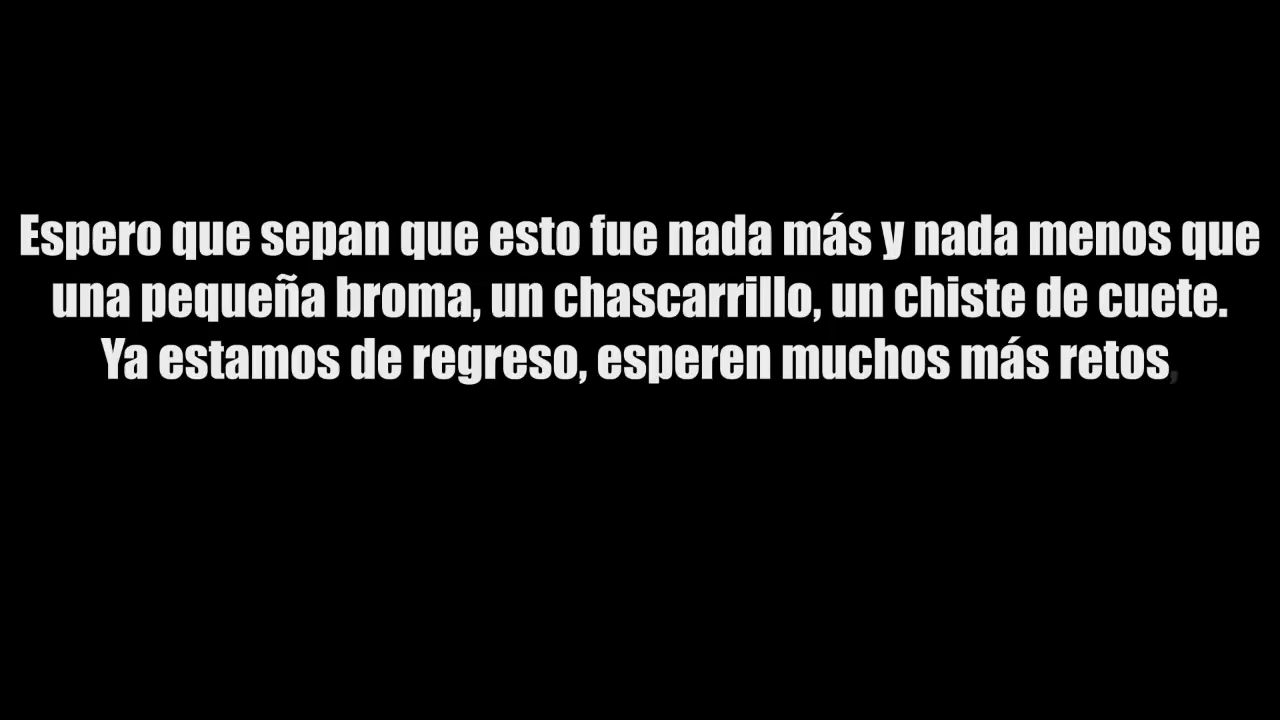 Espero que sepan que esto fue nada más y nada menos que
una pequeña broma, un chascarrillo, un chiste de cuete.
Ya estamos de regreso, esperen muchos más retos,